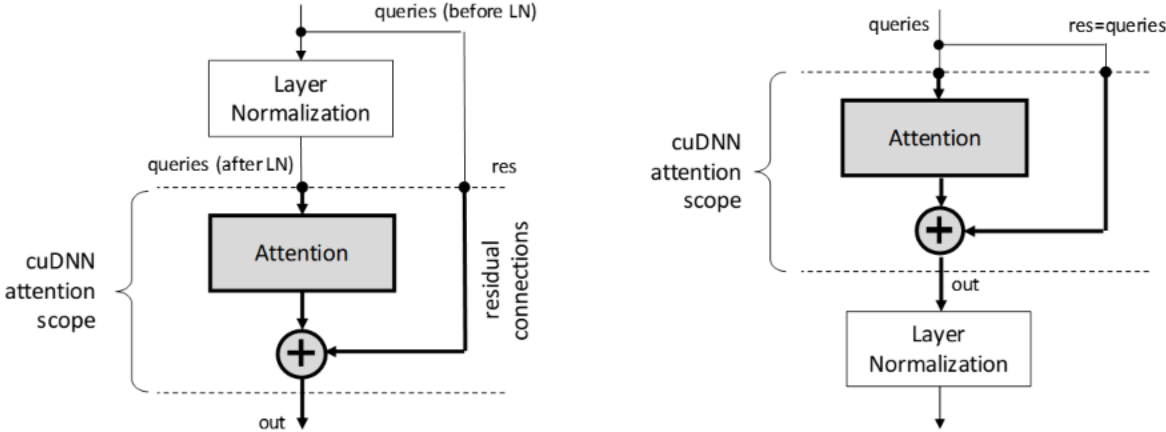 queries (before LN)
Layer
Normalization
queries (after LN)
res
cuDNN
attention
scope
Attention
residual
connections
+
out
queries
res=queries
cuDNN
attention
scope
Attention
+
out
Layer
Normalization